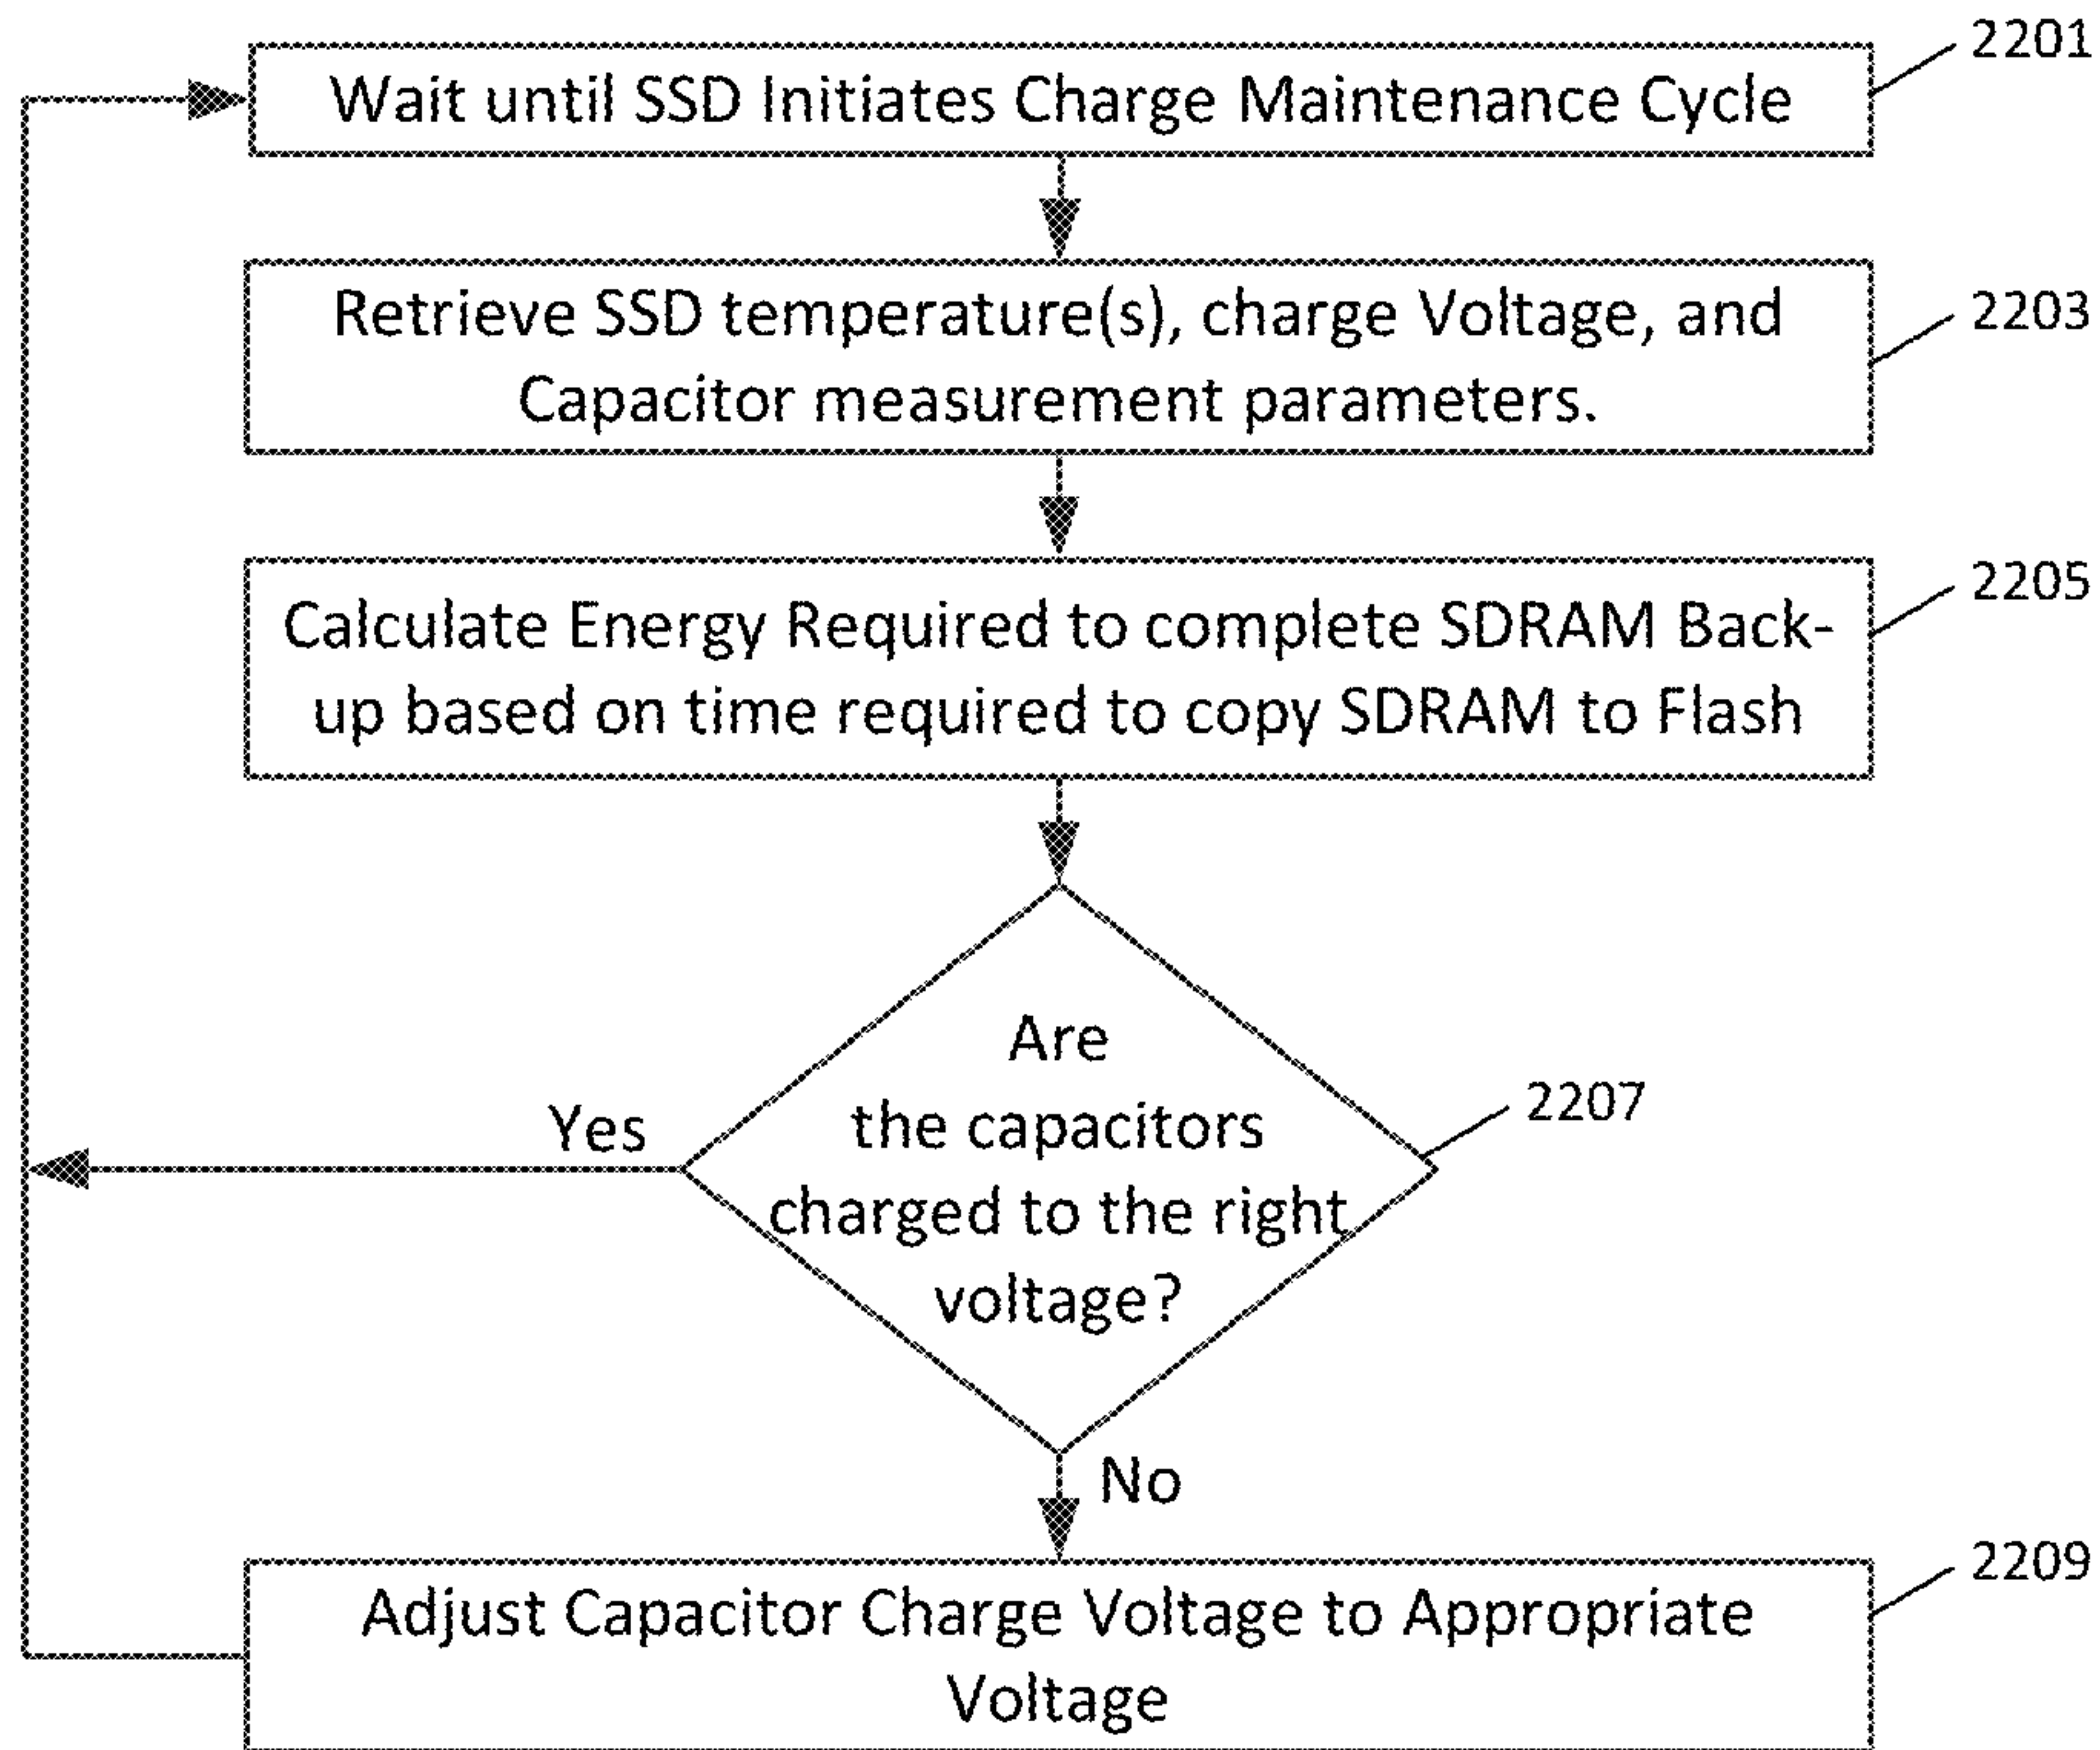 2201
Wait until SSD Initiates Charge Maintenance Cycle
2203
Retrieve SSD temperature(s), charge Voltage, and
Capacitor measurement parameters.
2205
Calculate Energy Required to complete SDRAM Back-
up based on time required to copy SDRAM to Flash
Are
the capacitors
charged to the right
voltage?
2207
Yes
No
2209
Adjust Capacitor Charge Voltage to Appropriate
Voltage